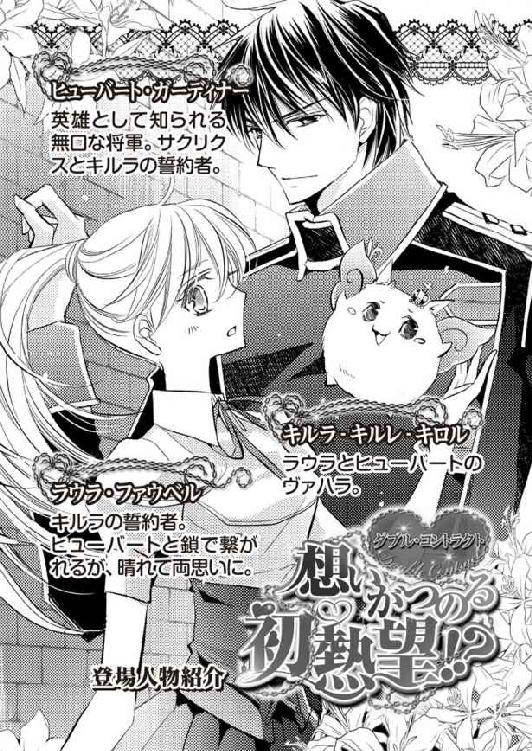 ヒューバート・ガーディナー
英雄として知られる
無口な将軍。サクリク
スとキルラの誓約者。
キルラ-キルレ-キロル
ラウラとヒューバートの
ヴァハラ。
ラウラ・ファウベル
キルラの誓約者。
ヒューバートと鎖で繋が
れるが、晴れて両思いに。
ダブル・コントラクト
想いがつのる
初熱望!?
登場人物紹介